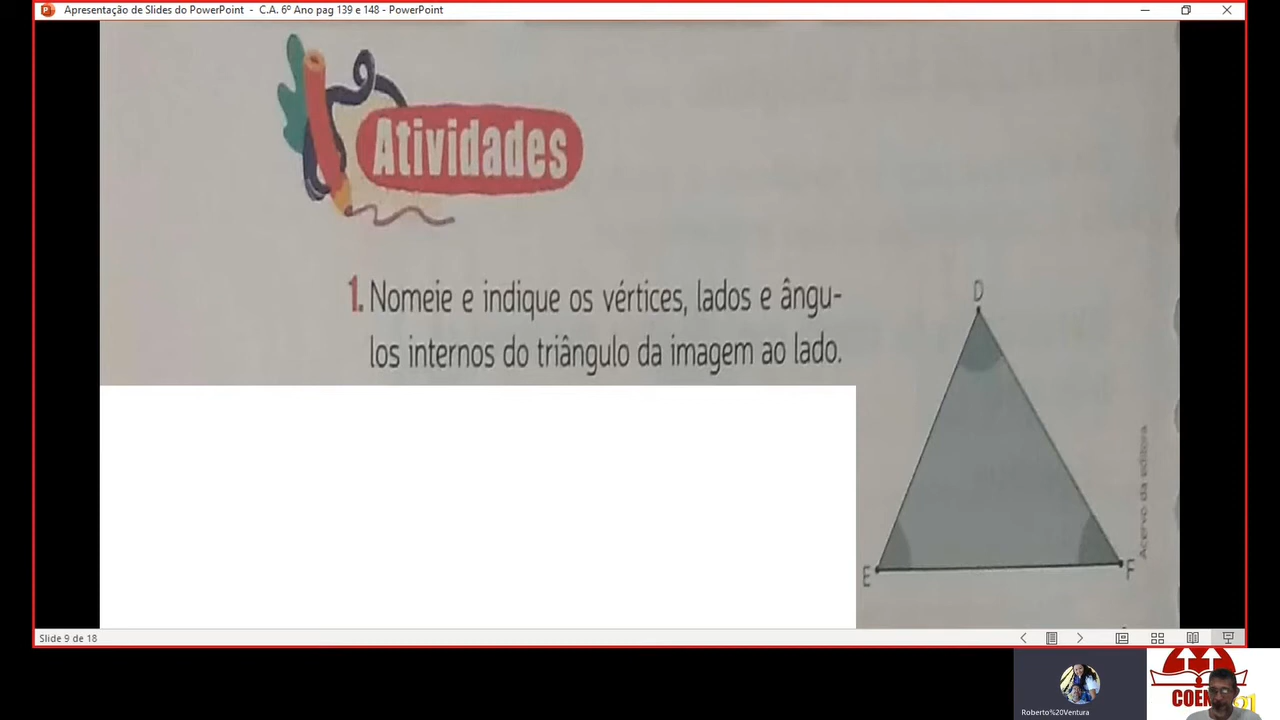 Apresentação de Slides do PowerPoint - C.A. 6º Ano pag 139 e 148 - PowerPoint
Atividades
1. Nomeie e indique os vértices, lados e ângu-
los internos do triângulo da imagem ao lado.
D
E
F
Acervo da editora
Slide 9 de 18
Roberto%20Ventura